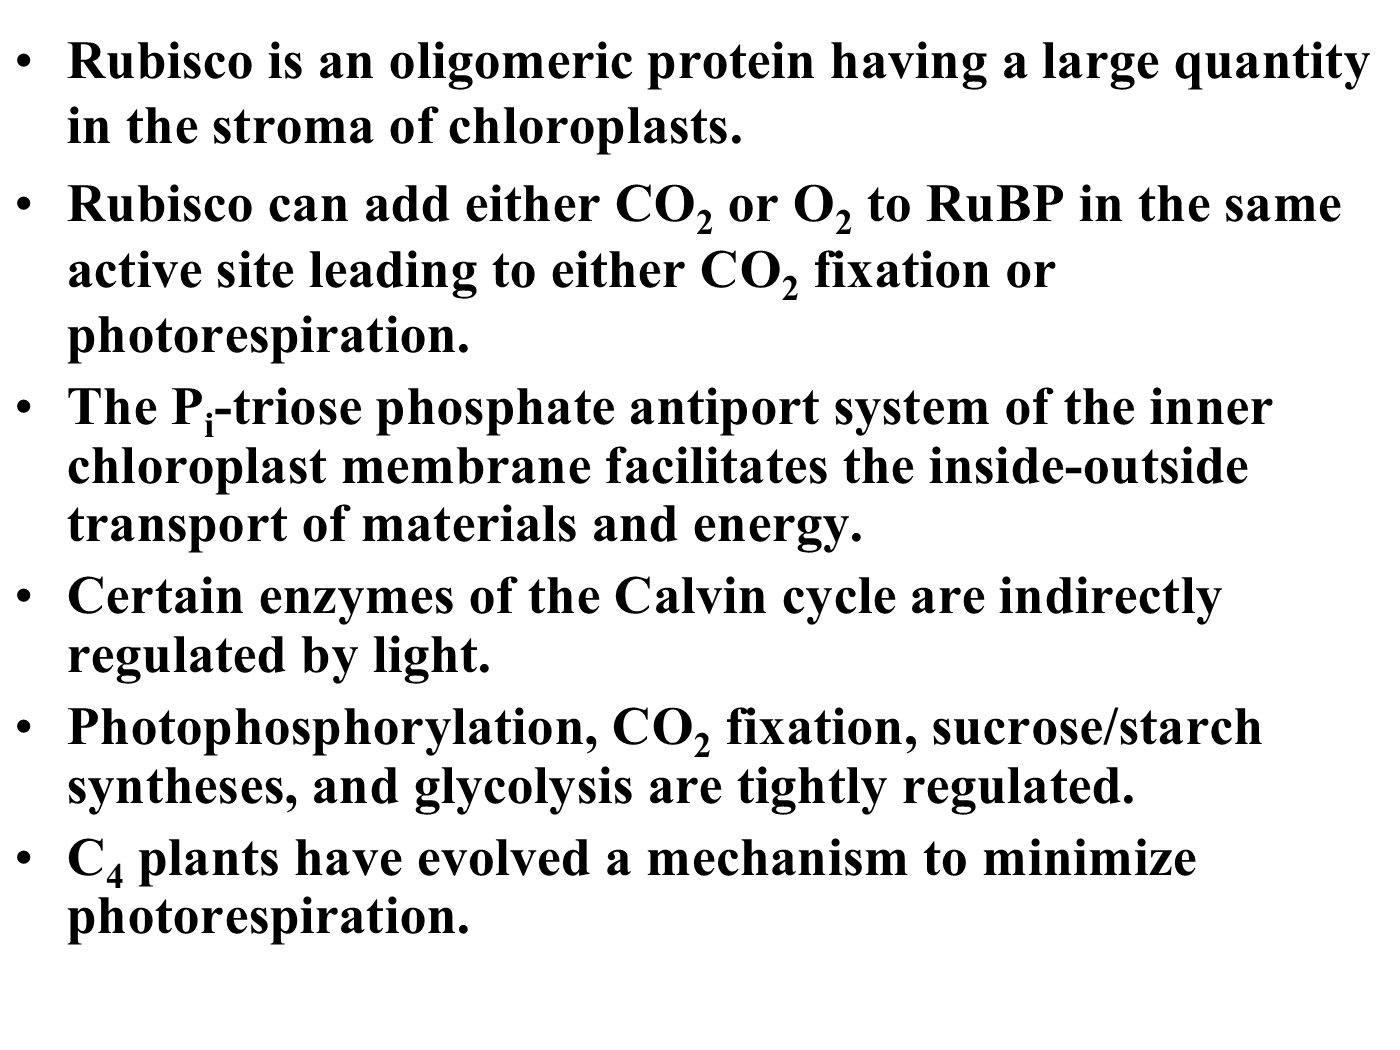 • Rubisco is an oligomeric protein having a large quantity
in the stroma of chloroplasts.
• Rubisco can add either CO₂ or O₂ to RuBP in the same
active site leading to either CO₂ fixation or
photorespiration.
• The Pᵢ-triose phosphate antiport system of the inner
chloroplast membrane facilitates the inside-outside
transport of materials and energy.
• Certain enzymes of the Calvin cycle are indirectly
regulated by light.
• Photophosphorylation, CO₂ fixation, sucrose/starch
syntheses, and glycolysis are tightly regulated.
• C₄ plants have evolved a mechanism to minimize
photorespiration.